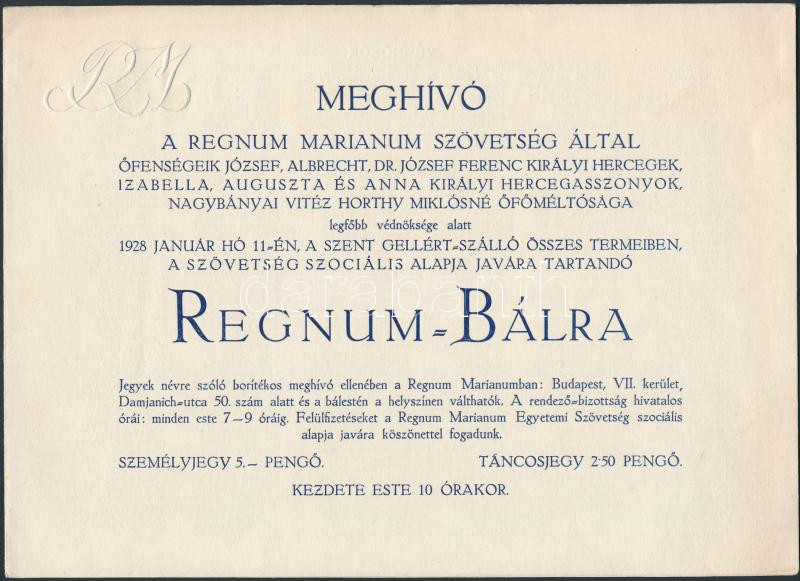 RM
MEGHÍVÓ
A REGNUM MARIANUM SZÖVETSÉG ÁLTAL
ŐFENSÉGEIK JÓZSEF, ALBRECHT, DR. JÓZSEF FERENC KIRÁLYI HERCEGEK,
IZABELLA, AUGUSZTA ÉS ANNA KIRÁLYI HERCEGASSZONYOK,
NAGYBÁNYAI VITÉZ HORTHY MIKLÓSNÉ ŐFŐMÉLTÓSÁGA
legfőbb védnöksége alatt
1928 JANUÁR HÓ 11-ÉN, A SZENT GELLÉRT-SZÁLLÓ ÖSSZES TERMEIBEN,
A SZÖVETSÉG SZOCIÁLIS ALAPJA JAVÁRA TARTANDÓ
darabanth
REGNUM-BÁLRA
Jegyek névre szóló borítékos meghívó ellenében a Regnum Marianumban: Budapest, VII. kerület,
Damjanich-utca 50. szám alatt és a bálestén a helyszínen válthatók. A rendező-bizottság hivatalos
órái: minden este 7—9 óráig. Felülfizetéseket a Regnum Marianum Egyetemi Szövetség szociális
alapja javára köszönettel fogadunk.
SZEMÉLYJEGY 5.— PENGŐ. TÁNCOSJEGY 2·50 PENGŐ.
KEZDETE ESTE 10 ÓRAKOR.